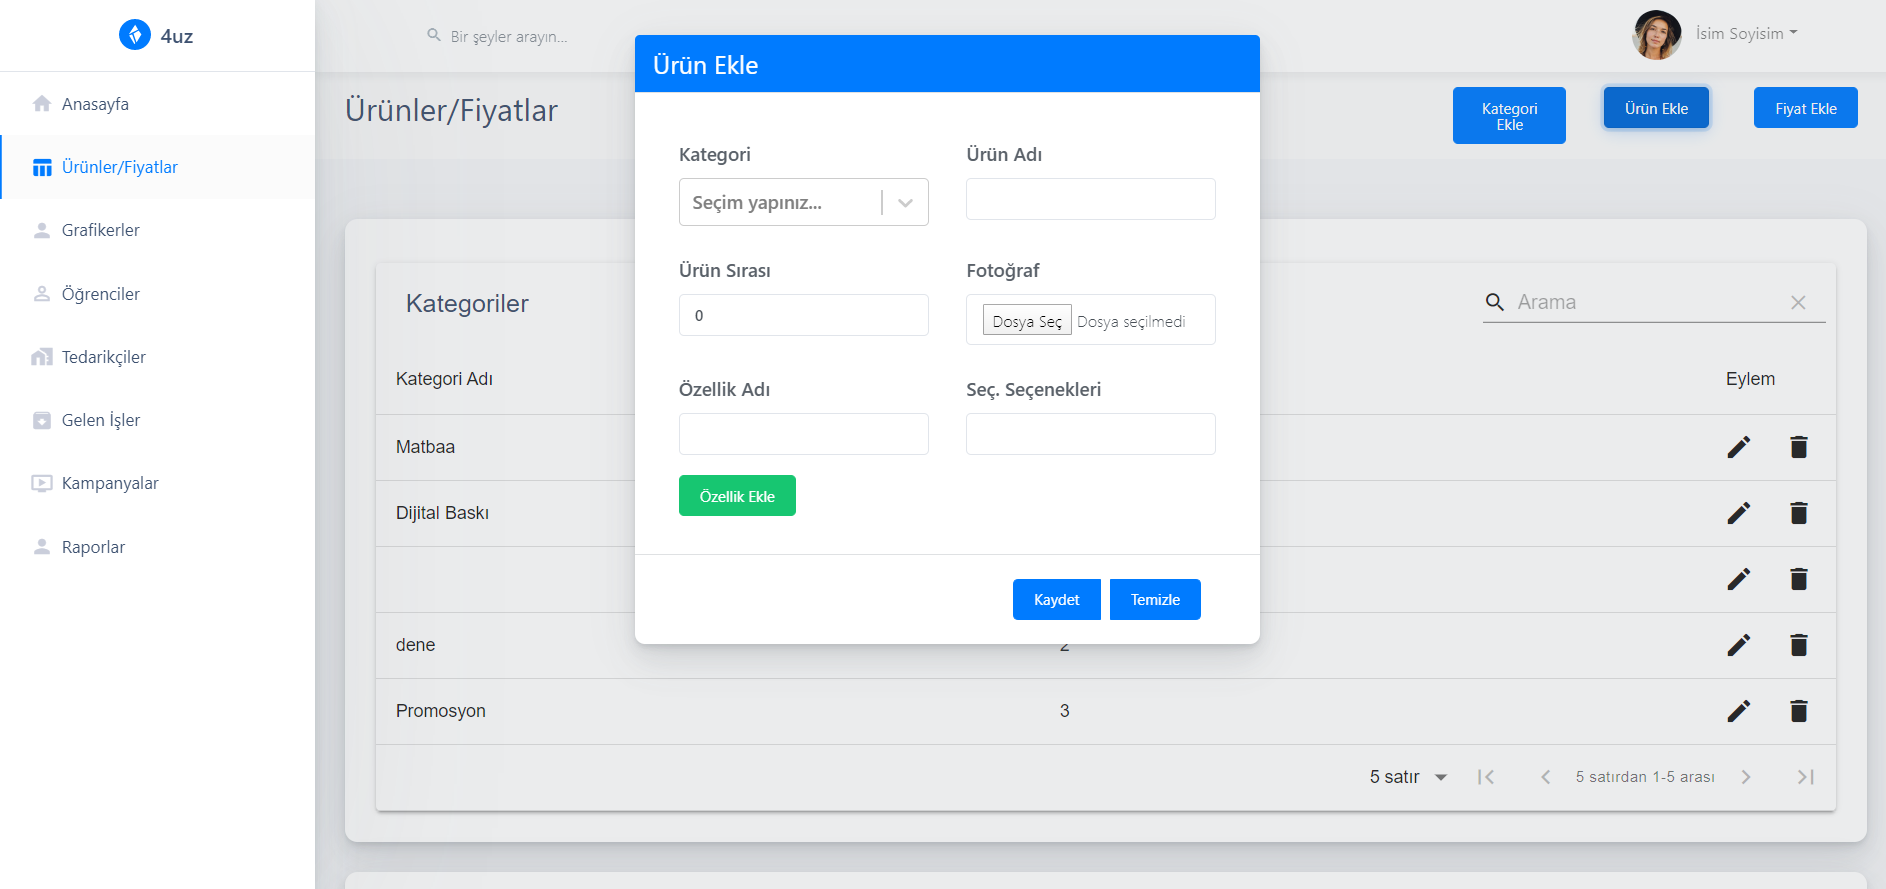 4uz
Bir şeyler arayın...
İsim Soyisim
Anasayfa
Ürünler/Fiyatlar
Grafikerler
Öğrenciler
Tedarikçiler
Gelen İşler
Kampanyalar
Raporlar
Ürünler/Fiyatlar
Kategori
Ekle
Ürün Ekle
Fiyat Ekle
Ürün Ekle
Kategori
Ürün Adı
Seçim yapınız...
Ürün Sırası
Fotoğraf
0
Dosya Seç Dosya seçilmedi
Özellik Adı
Seç. Seçenekleri
Özellik Ekle
Kaydet
Temizle
Kategoriler
Arama
Kategori Adı
Eylem
Matbaa
Dijital Baskı
dene
2
Promosyon
3
5 satır
5 satırdan 1-5 arası